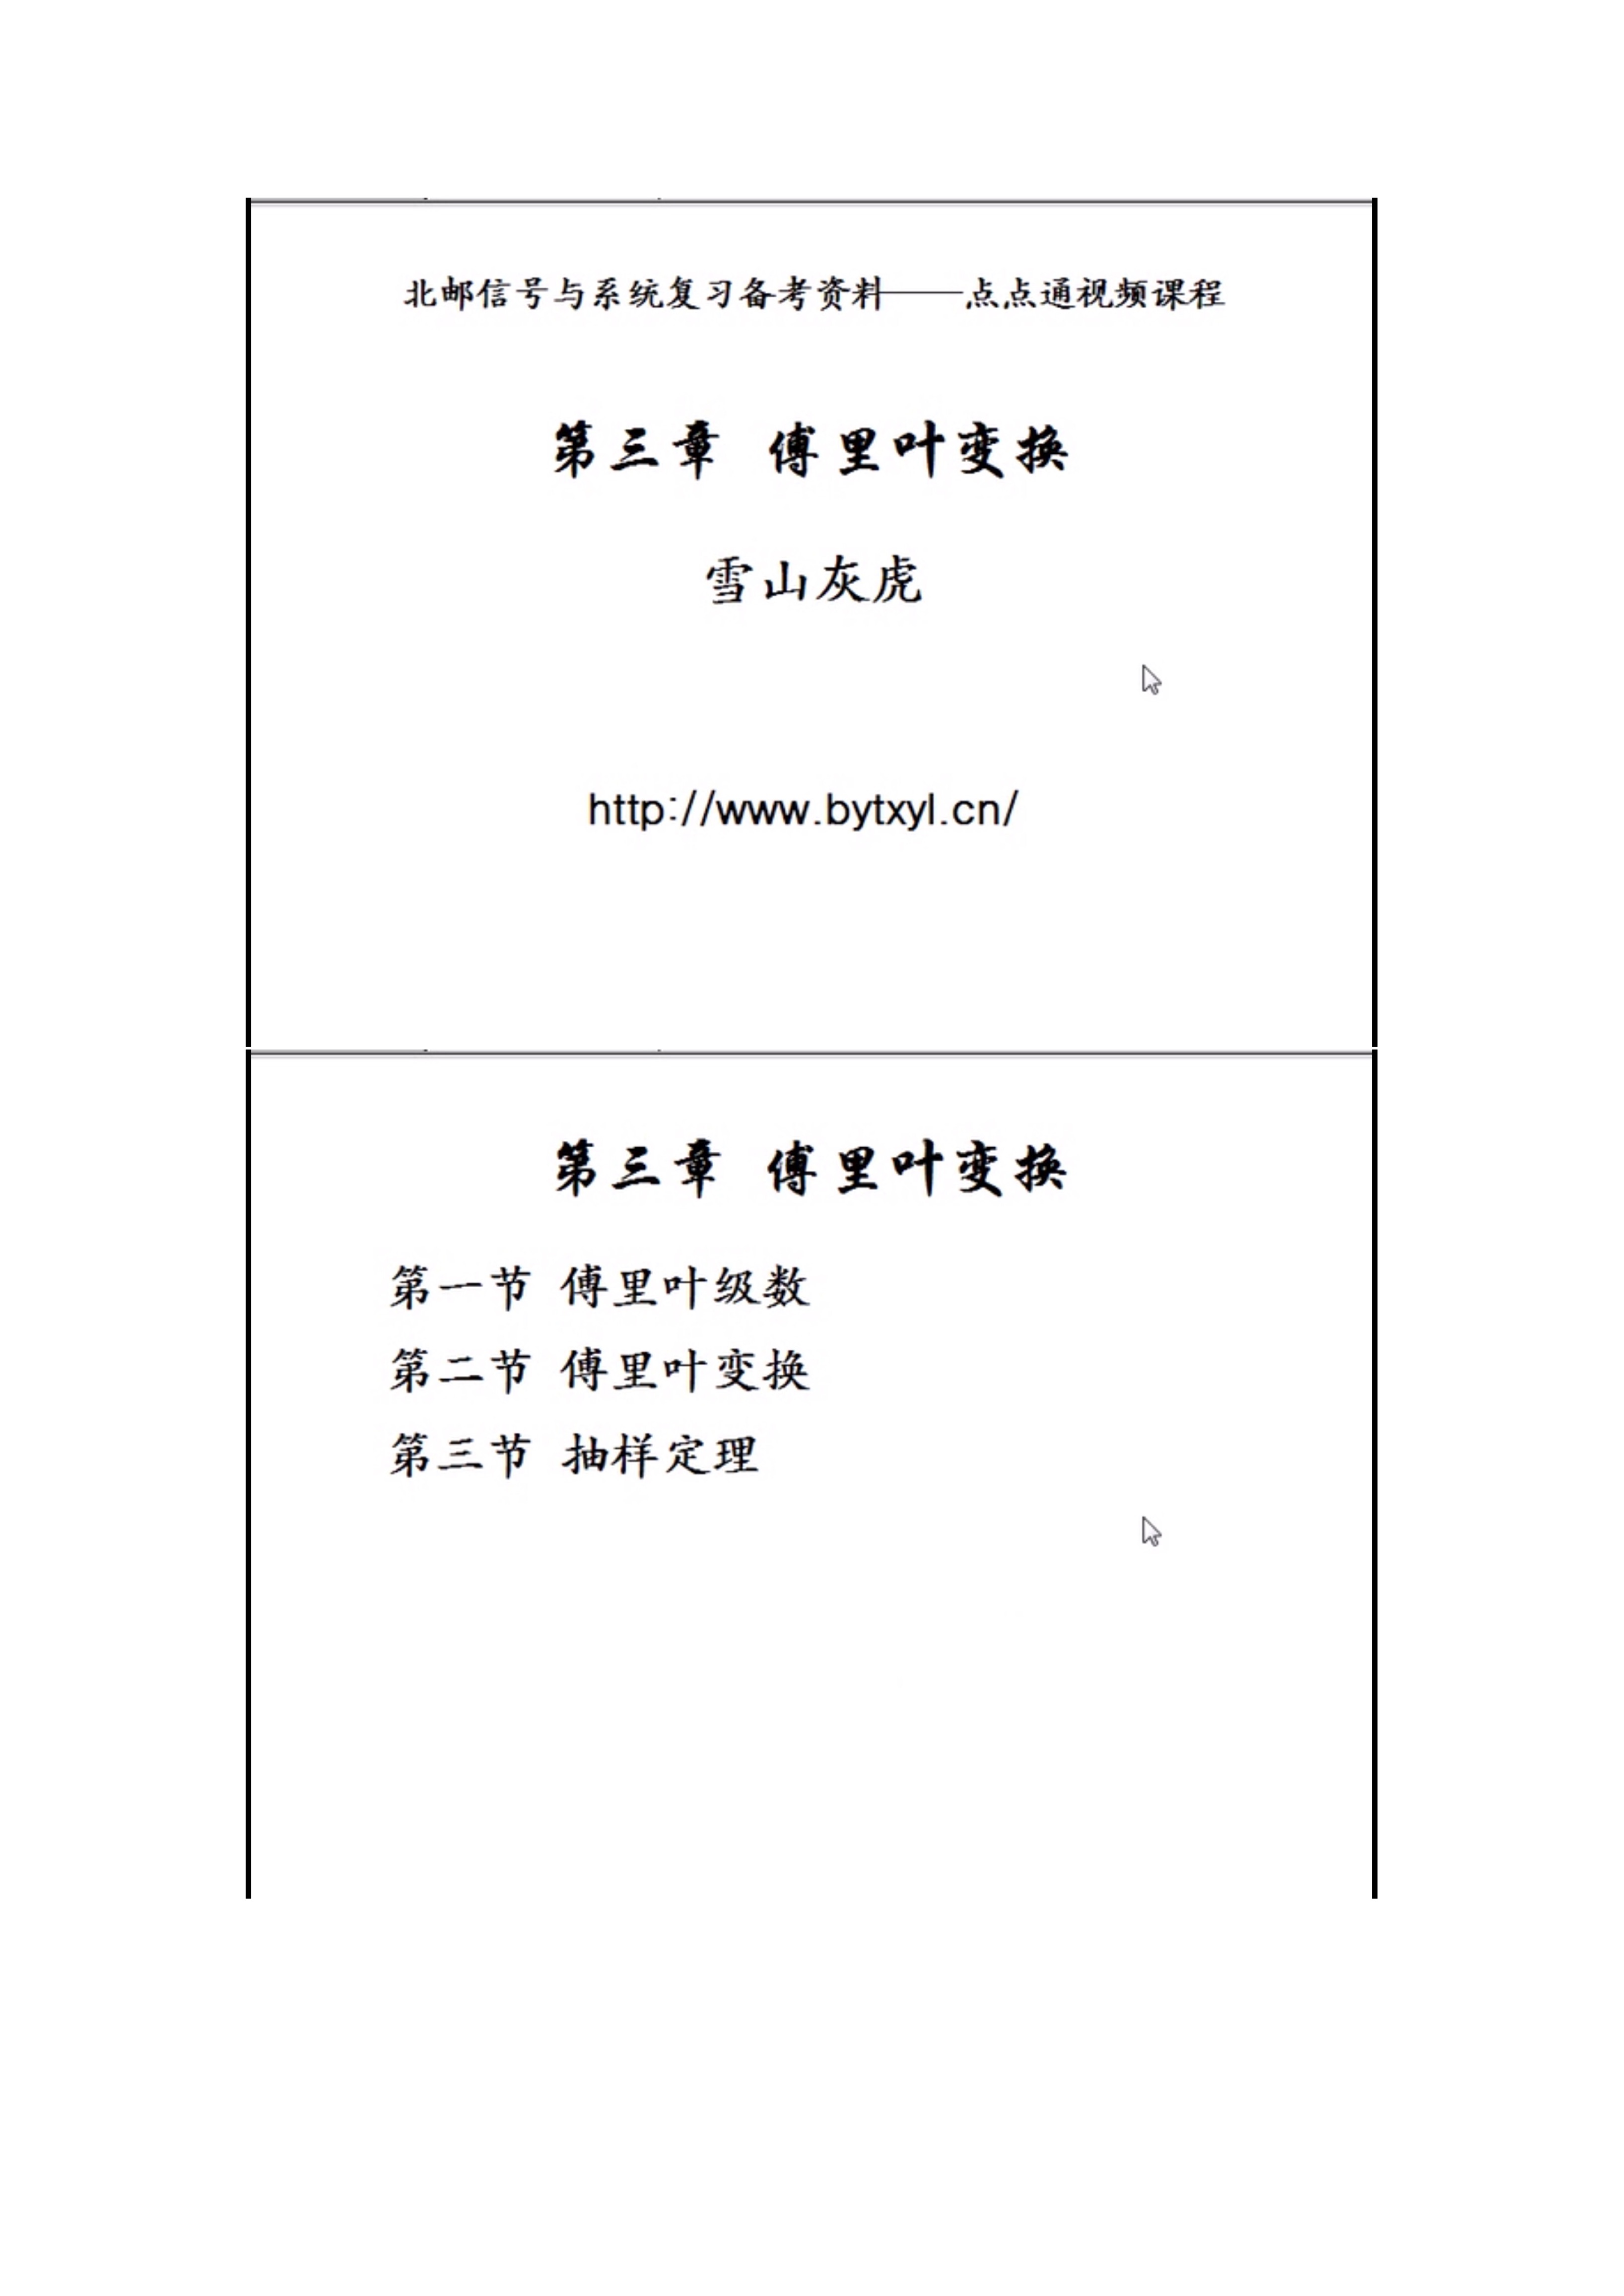 北邮信号与系统复习备考资料——点点通视频课程
第三章 傅里叶变换
雪山灰虎
http://www.bytxyl.cn/
第三章 傅里叶变换
第一节 傅里叶级数
第二节 傅里叶变换
第三节 抽样定理